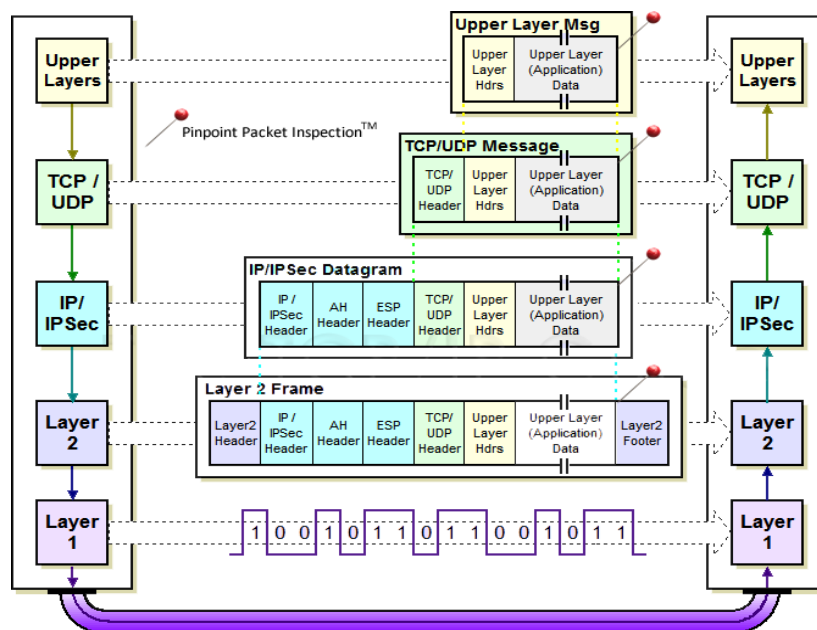 Upper Layer Msg
Upper
Layers
Upper
Layer
Hdrs
Upper Layer
(Application)
Data
Upper
Layers
Pinpoint Packet Inspection™
TCP/UDP Message
TCP /
UDP
TCP/
UDP
Header
Upper
Layer
Hdrs
Upper Layer
(Application)
Data
TCP /
UDP
IP/IPSec Datagram
IP/
IPSec
IP /
IPSec
Header
AH
Header
ESP
Header
TCP/
UDP
Header
Upper
Layer
Hdrs
Upper Layer
(Application)
Data
IP/
IPSec
Layer 2 Frame
Layer
2
Layer2
Header
IP /
IPSec
Header
AH
Header
ESP
Header
TCP/
UDP
Header
Upper
Layer
Hdrs
Upper Layer
(Application)
Data
Layer2
Footer
Layer
2
Layer
1
1 0 0 1 0 1 1 0 1 1 0 0 1 0 1 1
Layer
1